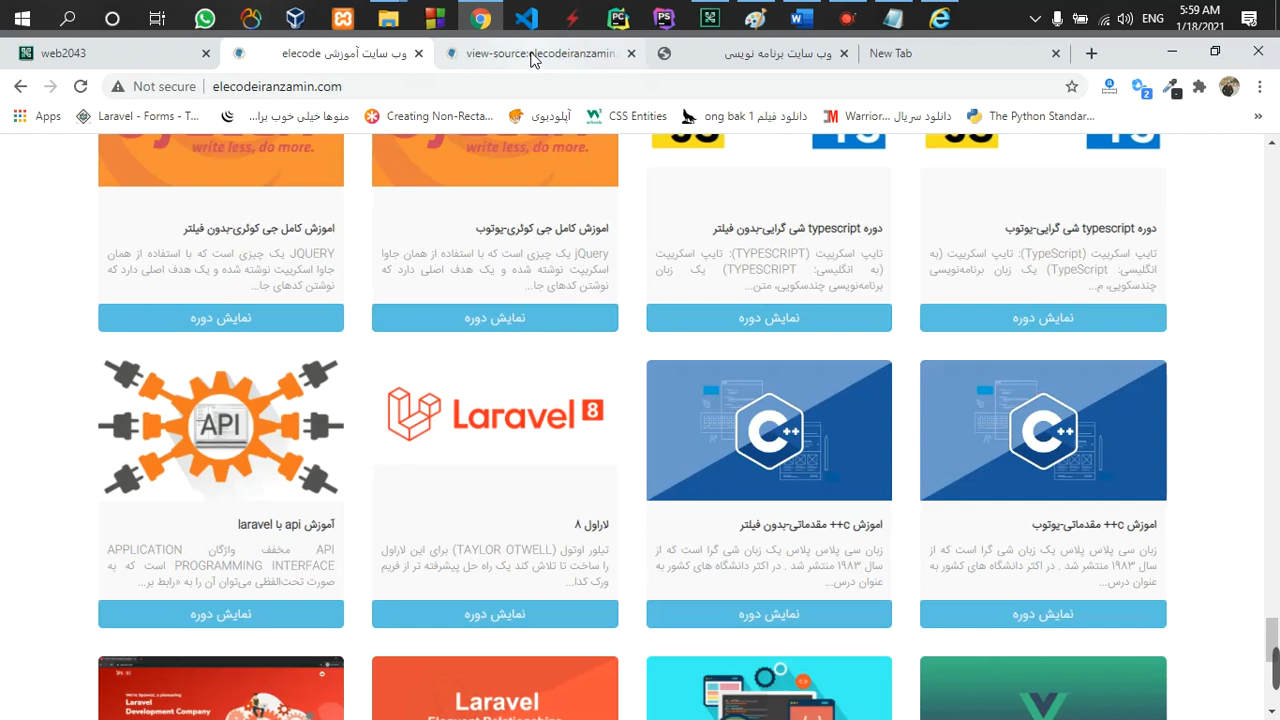 5:59 AM
1/18/2021
ENG
web2043
وب سایت آموزشی elecode
view-source:elecodeiranzamin.
وب سایت برنامه نویسی
New Tab
Not secure
elecodeiranzamin.com
Apps
Laravel - Forms - T...
منوها خیلی خوب برا...
Creating Non-Recta...
آپلودیوی
CSS Entities
دانلود فیلم ong bak 1
دانلود سریال Warrior...
The Python Standar...
write less, do more.
write less, do more.
دوره typescript شی گرایی-یوتوب
تایپ اسکریپت (TypeScript): تایپ اسکریپت (به
انگلیسی: TypeScript) یک زبان برنامه‌نویسی
چندسکویی، م...
نمایش دوره
دوره typescript شی گرایی-بدون فیلتر
تایپ اسکریپت (TYPESCRIPT): تایپ اسکریپت
(به انگلیسی: TYPESCRIPT) یک زبان
برنامه‌نویسی چندسکویی، متن...
نمایش دوره
اموزش کامل جی کوئری-یوتوب
jQuery یک چیزی است که با استفاده از همان جاوا
اسکریپت نوشته شده و یک هدف اصلی دارد که
نوشتن کدهای جا...
نمایش دوره
اموزش کامل جی کوئری-بدون فیلتر
JQUERY یک چیزی است که با استفاده از همان
جاوا اسکریپت نوشته شده و یک هدف اصلی دارد که
نوشتن کدهای جا...
نمایش دوره
C++
اموزش c++ مقدماتی-یوتوب
زبان سی پلاس پلاس یک زبان شی گرا است که از
سال ۱۹۸۳ منتشر شد . در اکثر دانشگاه های کشور به
عنوان درس...
نمایش دوره
C++
اموزش c++ مقدماتی-بدون فیلتر
زبان سی پلاس پلاس یک زبان شی گرا است که از
سال ۱۹۸۳ منتشر شد . در اکثر دانشگاه های کشور به
عنوان درس...
نمایش دوره
Laravel 8
لاراول ۸
تیلور اوتول (TAYLOR OTWELL) برای این لاراول
را ساخت تا تلاش کند یک راه حل پیشرفته تر از فریم
ورک کدا...
نمایش دوره
API
آموزش api با laravel
API مخفف واژگان APPLICATION
PROGRAMMING INTERFACE است که به
صورت تحت‌الفظی می‌توان آن را به «رابط بر...
نمایش دوره
Laravel
Laravel
Development Company